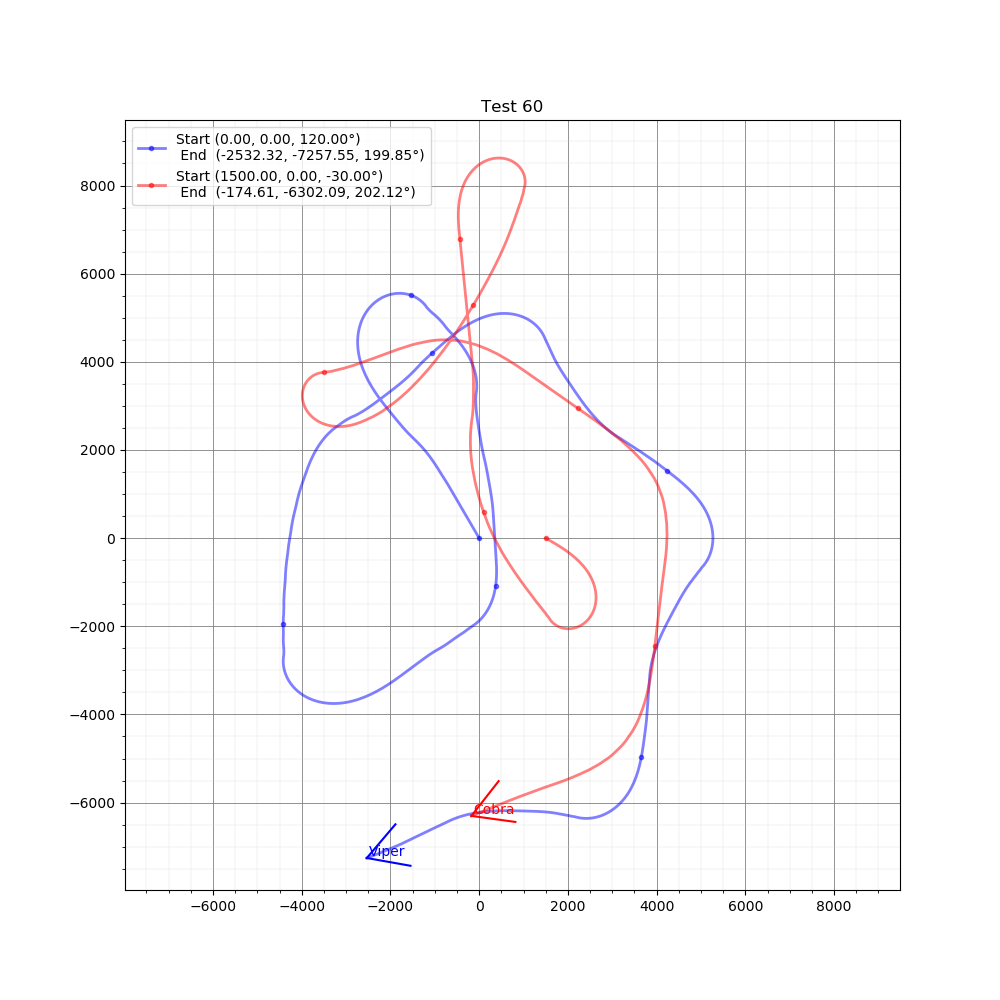 Test 60
Start (0.00, 0.00, 120.00°)
End  (-2532.32, -7257.55, 199.85°)
Start (1500.00, 0.00, -30.00°)
End  (-174.61, -6302.09, 202.12°)
8000
6000
4000
2000
0
−2000
−4000
−6000
Cobra
Viper
−6000 −4000 −2000 0 2000 4000 6000 8000